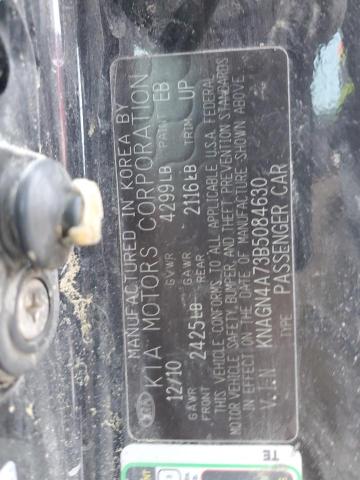 MANUFACTURED IN KOREA BY
KIA MOTORS CORPORATION
12/10 GVWR 4299LB PAINT EB
GAWR FRONT 2425LB GAWR REAR 2116LB TRIM UP
THIS VEHICLE CONFORMS TO ALL APPLICABLE U.S.A. FEDERAL
MOTOR VEHICLE SAFETY, BUMPER, AND THEFT PREVENTION STANDARDS
IN EFFECT ON THE DATE OF MANUFACTURE SHOWN ABOVE.
V.I.N KNAGN4A73B5084630
TYPE PASSENGER CAR
KIA
TE